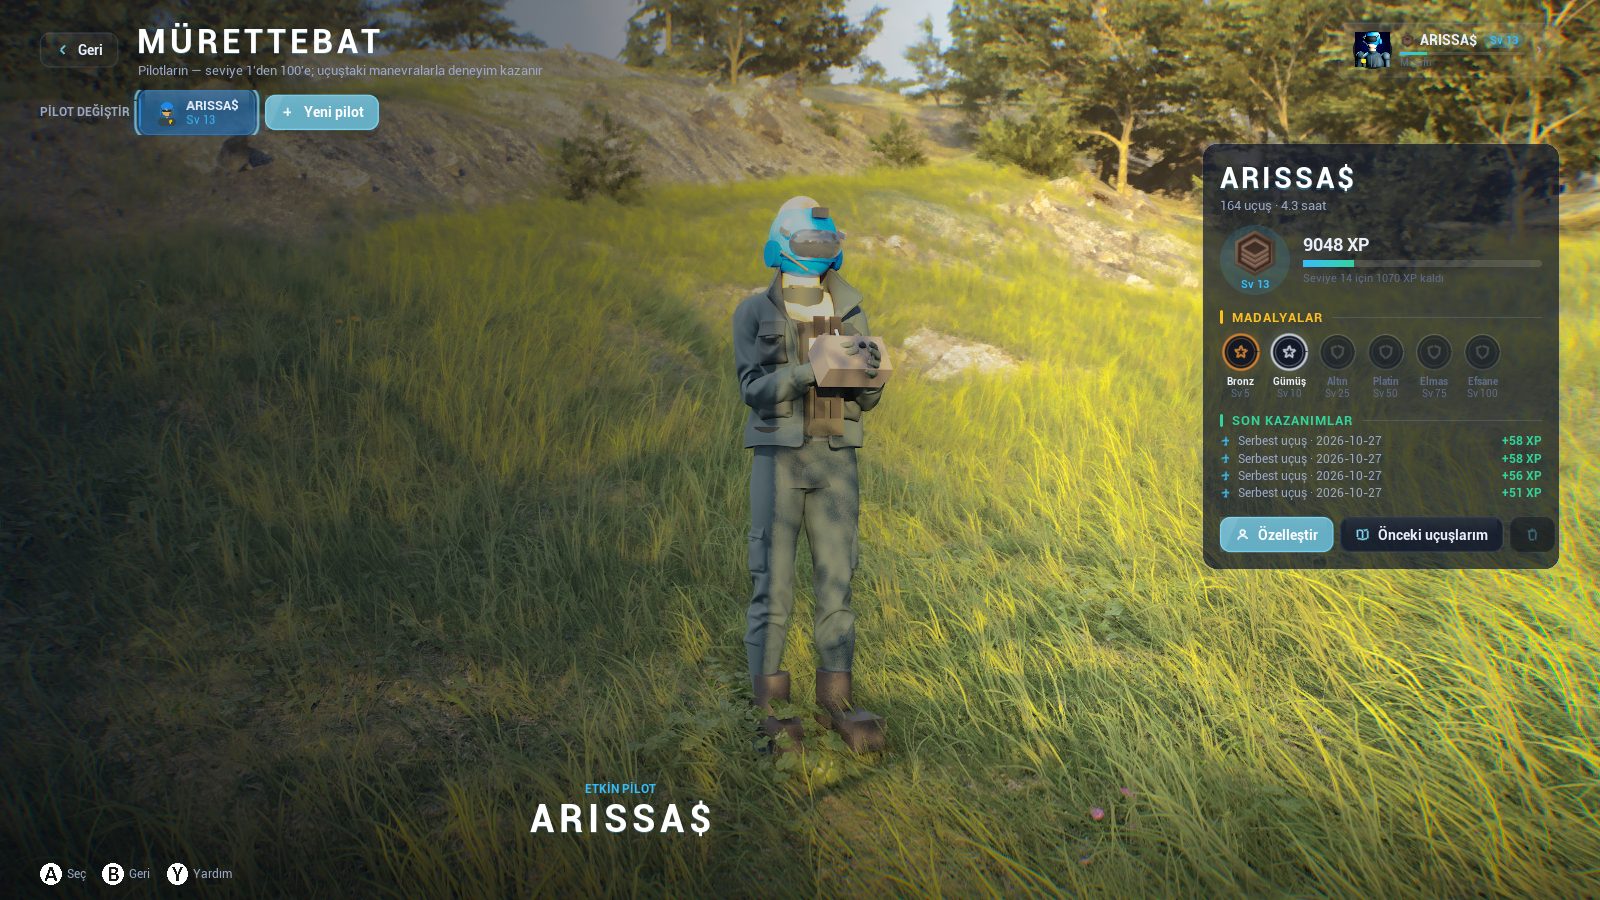 Geri
MÜRETTEBAT
Pilotların — seviye 1'den 100'e; uçuştaki manevralarla deneyim kazanır
PİLOT DEĞİŞTİR
ARISSA$
Sv 13
+ Yeni pilot
ARISSA$ Sv 13
ARISSA$
164 uçuş · 4.3 saat
Sv 13
9048 XP
Seviye 14 için 1070 XP kaldı
MADALYALAR
Bronz
Sv 5
Gümüş
Sv 10
Altın
Sv 25
Platin
Sv 50
Elmas
Sv 75
Efsane
Sv 100
SON KAZANIMLAR
Serbest uçuş · 2026-10-27 +58 XP
Serbest uçuş · 2026-10-27 +58 XP
Serbest uçuş · 2026-10-27 +56 XP
Serbest uçuş · 2026-10-27 +51 XP
Özelleştir
Önceki uçuşlarım
ETKİN PİLOT
ARISSA$
A Seç B Geri Y Yardım